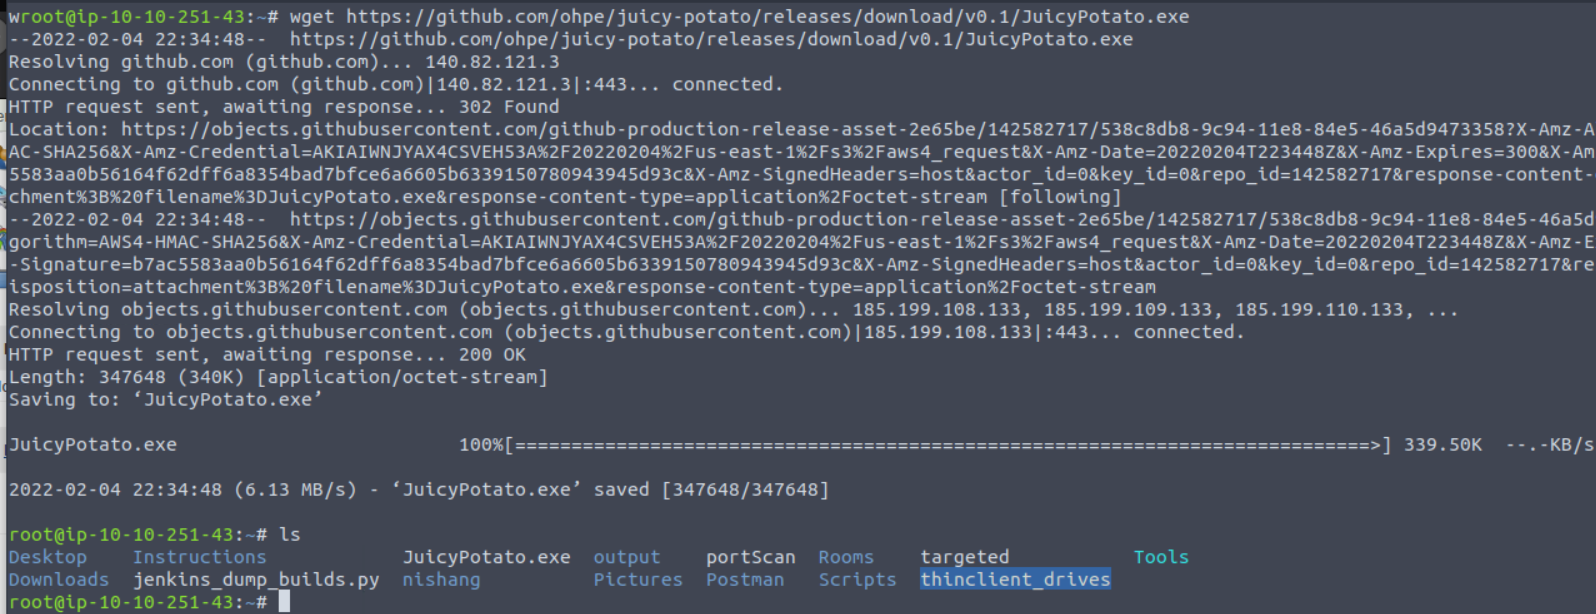 wroot@ip-10-10-251-43:~# wget https://github.com/ohpe/juicy-potato/releases/download/v0.1/JuicyPotato.exe
--2022-02-04 22:34:48--  https://github.com/ohpe/juicy-potato/releases/download/v0.1/JuicyPotato.exe
Resolving github.com (github.com)... 140.82.121.3
Connecting to github.com (github.com)|140.82.121.3|:443... connected.
HTTP request sent, awaiting response... 302 Found
Location: https://objects.githubusercontent.com/github-production-release-asset-2e65be/142582717/538c8db8-9c94-11e8-84e5-46a5d9473358?X-Amz-A
AC-SHA256&X-Amz-Credential=AKIAIWNJYAX4CSVEH53A%2F20220204%2Fus-east-1%2Fs3%2Faws4_request&X-Amz-Date=20220204T223448Z&X-Amz-Expires=300&X-Am
5583aa0b56164f62dff6a8354bad7bfce6a6605b6339150780943945d93c&X-Amz-SignedHeaders=host&actor_id=0&key_id=0&repo_id=142582717&response-content-
chment%3B%20filename%3DJuicyPotato.exe&response-content-type=application%2Foctet-stream [following]
--2022-02-04 22:34:48--  https://objects.githubusercontent.com/github-production-release-asset-2e65be/142582717/538c8db8-9c94-11e8-84e5-46a5d
gorithm=AWS4-HMAC-SHA256&X-Amz-Credential=AKIAIWNJYAX4CSVEH53A%2F20220204%2Fus-east-1%2Fs3%2Faws4_request&X-Amz-Date=20220204T223448Z&X-Amz-E
-Signature=b7ac5583aa0b56164f62dff6a8354bad7bfce6a6605b6339150780943945d93c&X-Amz-SignedHeaders=host&actor_id=0&key_id=0&repo_id=142582717&re
isposition=attachment%3B%20filename%3DJuicyPotato.exe&response-content-type=application%2Foctet-stream
Resolving objects.githubusercontent.com (objects.githubusercontent.com)... 185.199.108.133, 185.199.109.133, 185.199.110.133, ...
Connecting to objects.githubusercontent.com (objects.githubusercontent.com)|185.199.108.133|:443... connected.
HTTP request sent, awaiting response... 200 OK
Length: 347648 (340K) [application/octet-stream]
Saving to: ‘JuicyPotato.exe’
JuicyPotato.exe                         100%[============================================================================>] 339.50K  --.-KB/s
2022-02-04 22:34:48 (6.13 MB/s) - ‘JuicyPotato.exe’ saved [347648/347648]
root@ip-10-10-251-43:~# ls
Desktop    Instructions            JuicyPotato.exe  output    portScan  Rooms    targeted           Tools
Downloads  jenkins_dump_builds.py  nishang          Pictures  Postman   Scripts  thinclient_drives
root@ip-10-10-251-43:~#